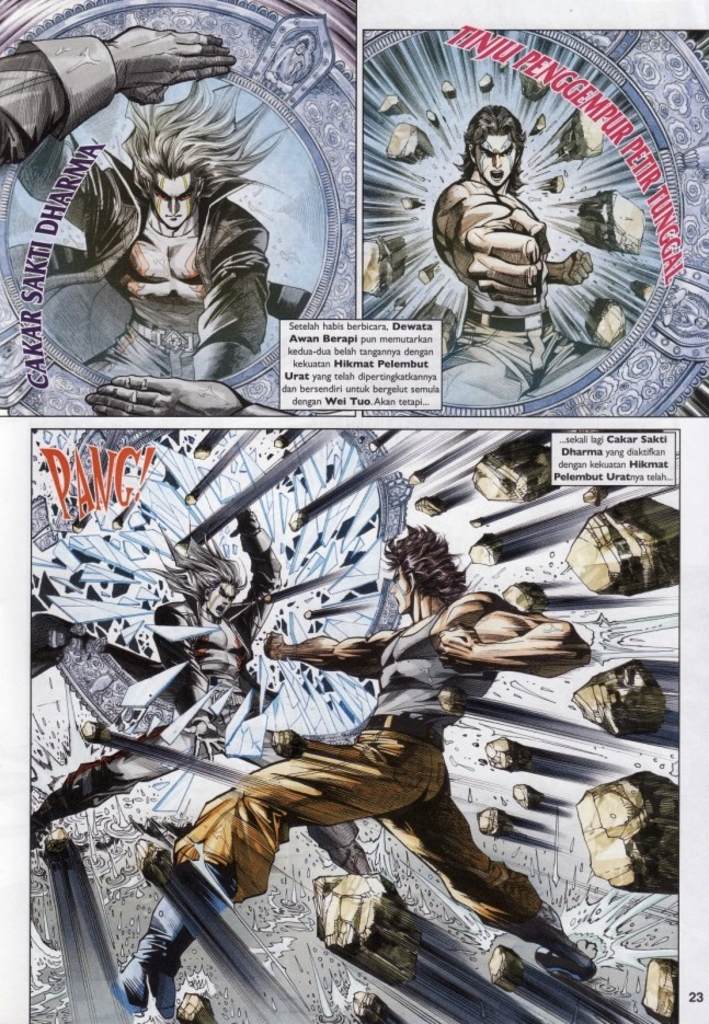 CAKAR SAKTI DHARMA
TINJU PENGGEMPUR PETIR TUNGGAL
Setelah habis berbicara, Dewata
Awan Berapi pun memutarkan
kedua-dua belah tangannya dengan
kekuatan Hikmat Pelembut
Urat yang telah dipertingkatkannya
dan bersendiri untuk bergelut semula
dengan Wei Tuo.Akan tetapi...
PANG!
...sekali lagi Cakar Sakti
Dharma yang diaktifkan
dengan kekuatan Hikmat
Pelembut Uratnya telah...
23